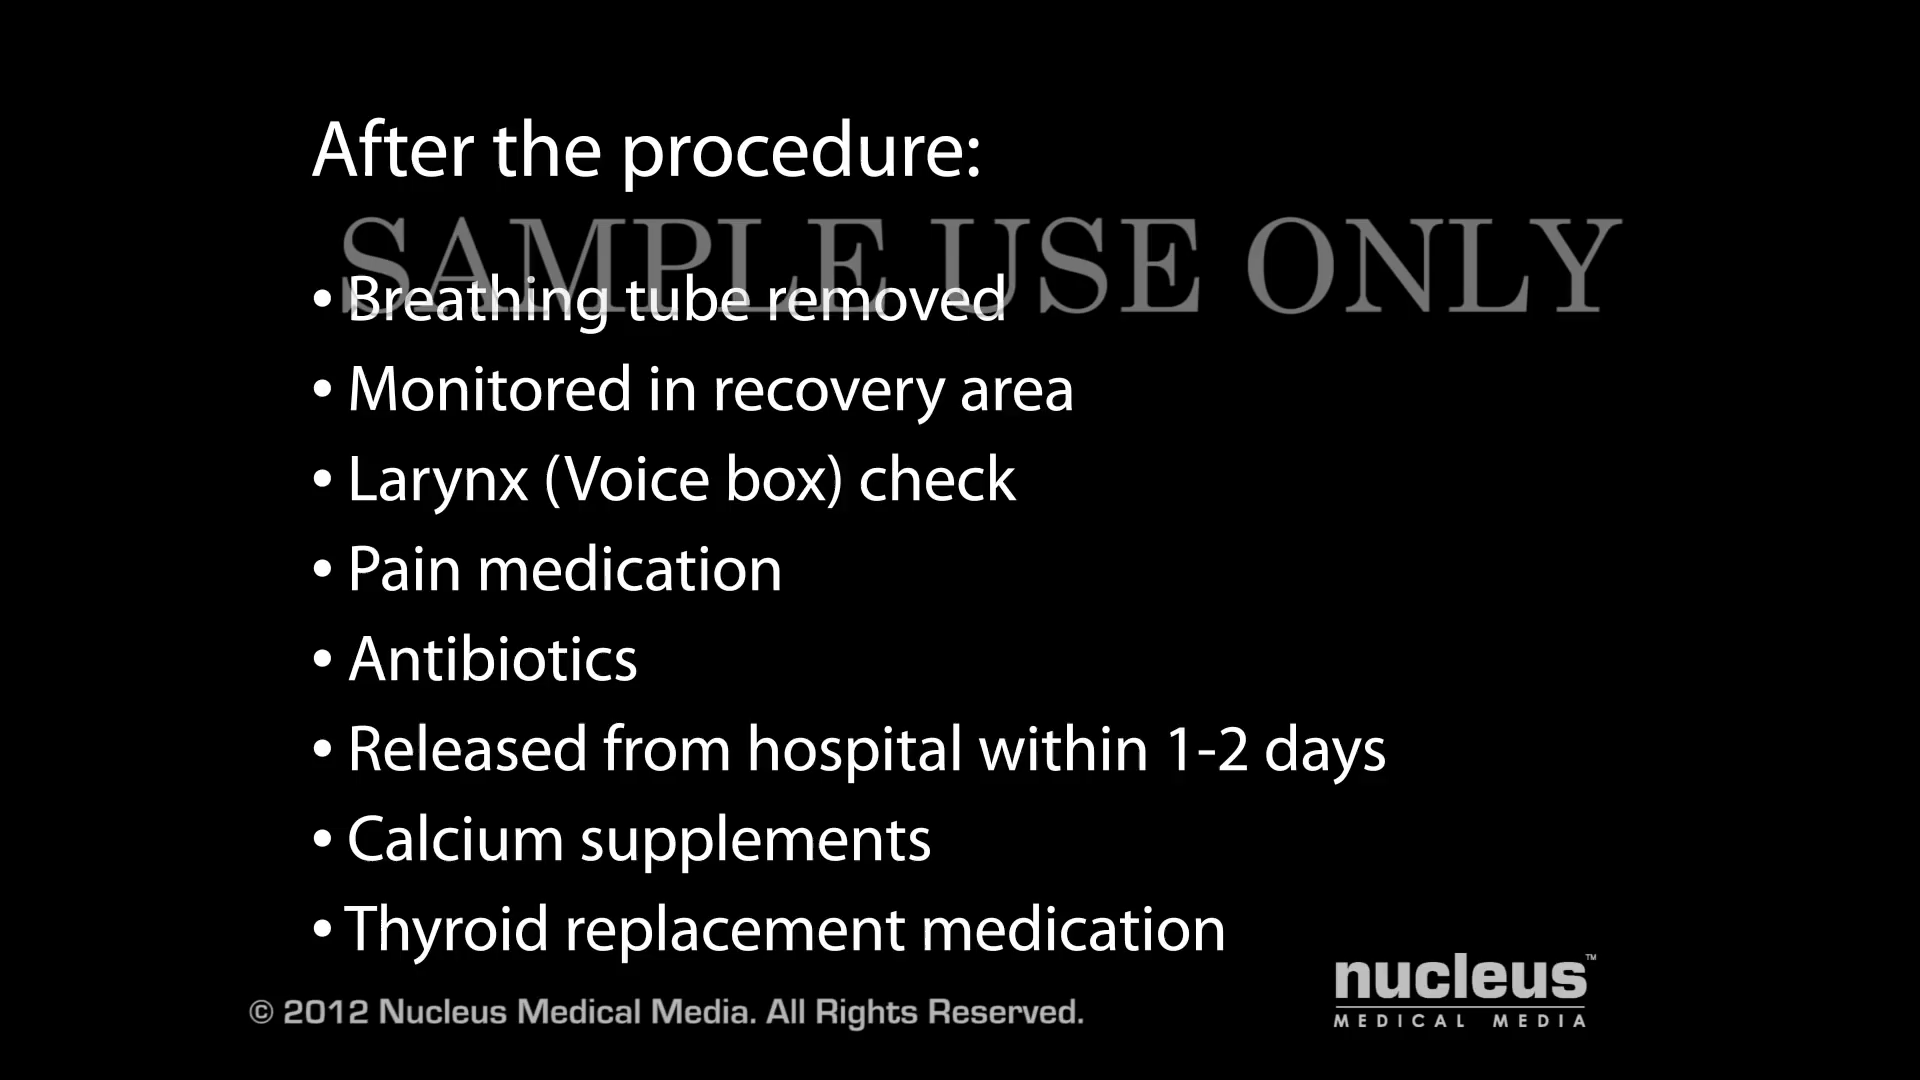 After the procedure:
SAMPLE USE ONLY
• Breathing tube removed
• Monitored in recovery area
• Larynx (Voice box) check
• Pain medication
• Antibiotics
• Released from hospital within 1-2 days
• Calcium supplements
• Thyroid replacement medication
nucleus™
MEDICAL MEDIA
© 2012 Nucleus Medical Media. All Rights Reserved.